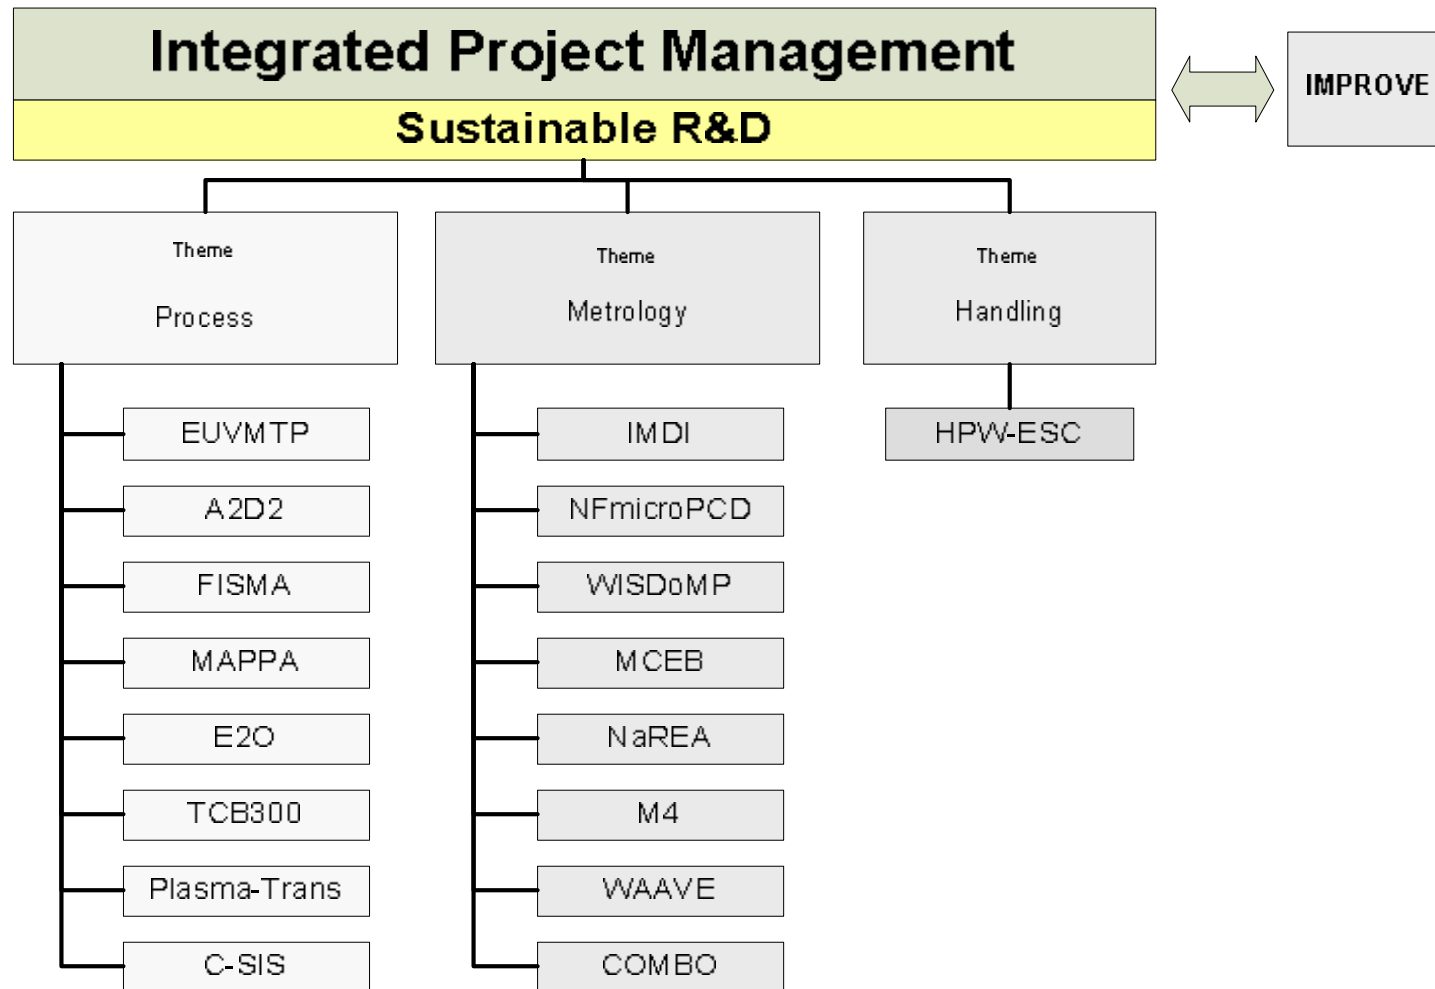 Integrated Project Management
IMPROVE
Sustainable R&D
Theme
Process
Theme
Metrology
Theme
Handling
EUVMTP
A2D2
FISMA
MAPPA
E2O
TCB300
Plasma-Trans
C-SIS
IMDI
NFmicroPCD
WISDoMP
MCEB
NaREA
M4
WAAVE
COMBO
HPW-ESC